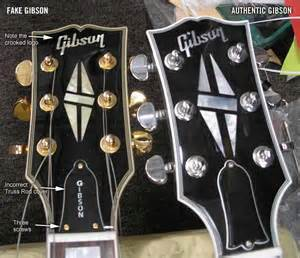 FAKE GIBSON
AUTHENTIC GIBSON
Note the
crooked logo
Gibson
Gibson
Incorrect
Truss Rod cover
GIBSON
Three
screws